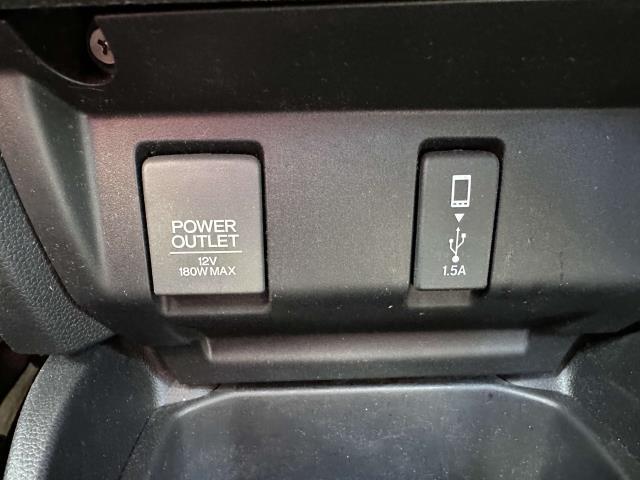 POWER
OUTLET
12V
180W MAX
1.5A